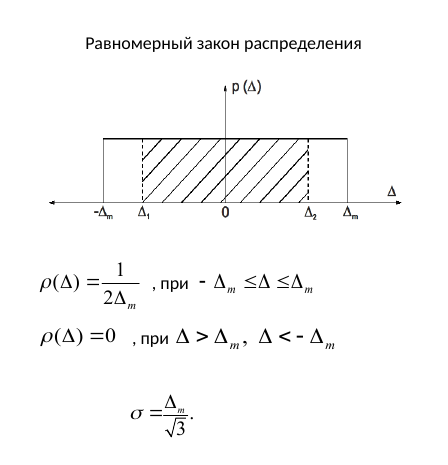 Равномерный закон распределения
p (Δ)
Δ
-Δm Δ1 0 Δ2 Δm
ρ(Δ) = 1/(2Δm) , при - Δm ≤ Δ ≤ Δm
ρ(Δ) = 0 , при Δ > Δm, Δ < - Δm
σ = Δm/√3.